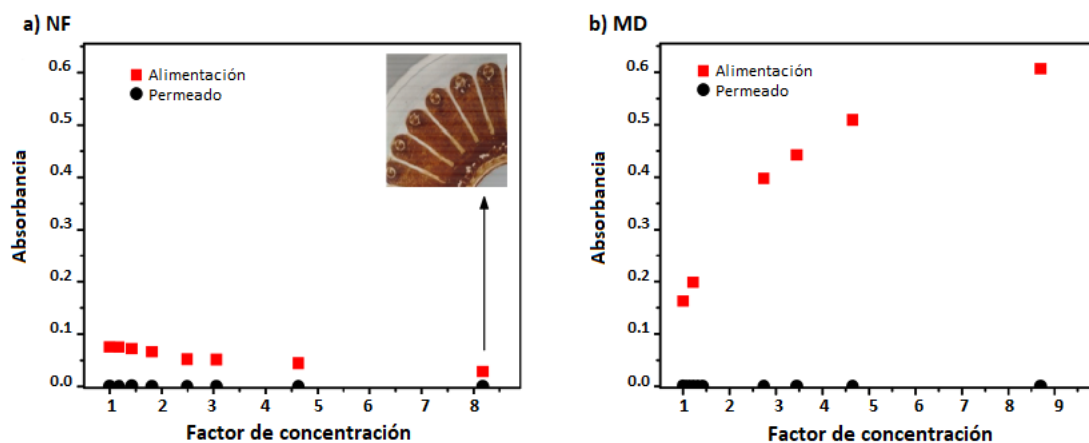 a) NF
Alimentación
Permeado
Absorbancia
0.6
0.5
0.4
0.3
0.2
0.1
0.0
1 2 3 4 5 6 7 8
Factor de concentración
b) MD
Alimentación
Permeado
Absorbancia
0.6
0.5
0.4
0.3
0.2
0.1
0.0
1 2 3 4 5 6 7 8 9
Factor de concentración